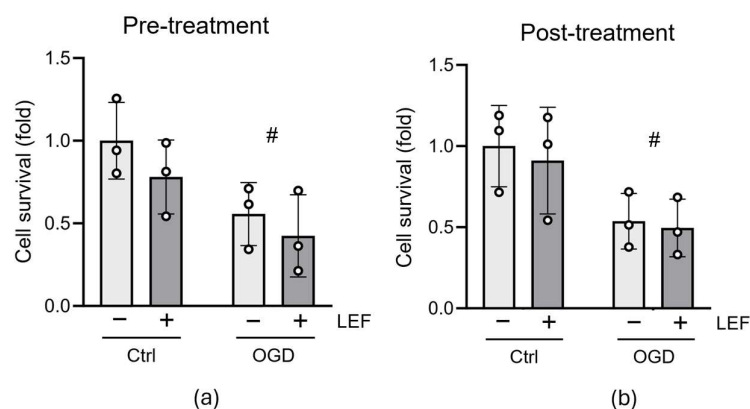 Pre-treatment
Cell survival (fold)
1.5
1.0
0.5
0.0
#
− + − + LEF
Ctrl OGD
(a)
Post-treatment
Cell survival (fold)
1.5
1.0
0.5
0.0
#
− + − + LEF
Ctrl OGD
(b)